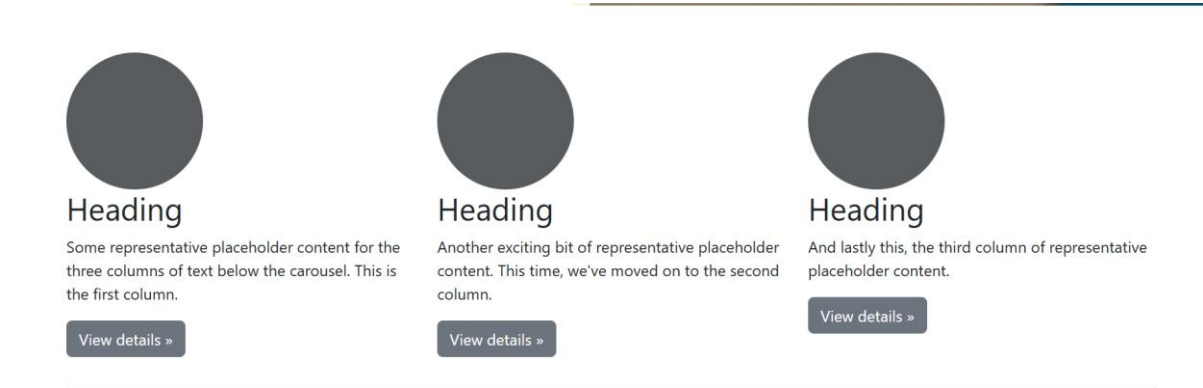 Heading
Some representative placeholder content for the
three columns of text below the carousel. This is
the first column.
View details »
Heading
Another exciting bit of representative placeholder
content. This time, we've moved on to the second
column.
View details »
Heading
And lastly this, the third column of representative
placeholder content.
View details »